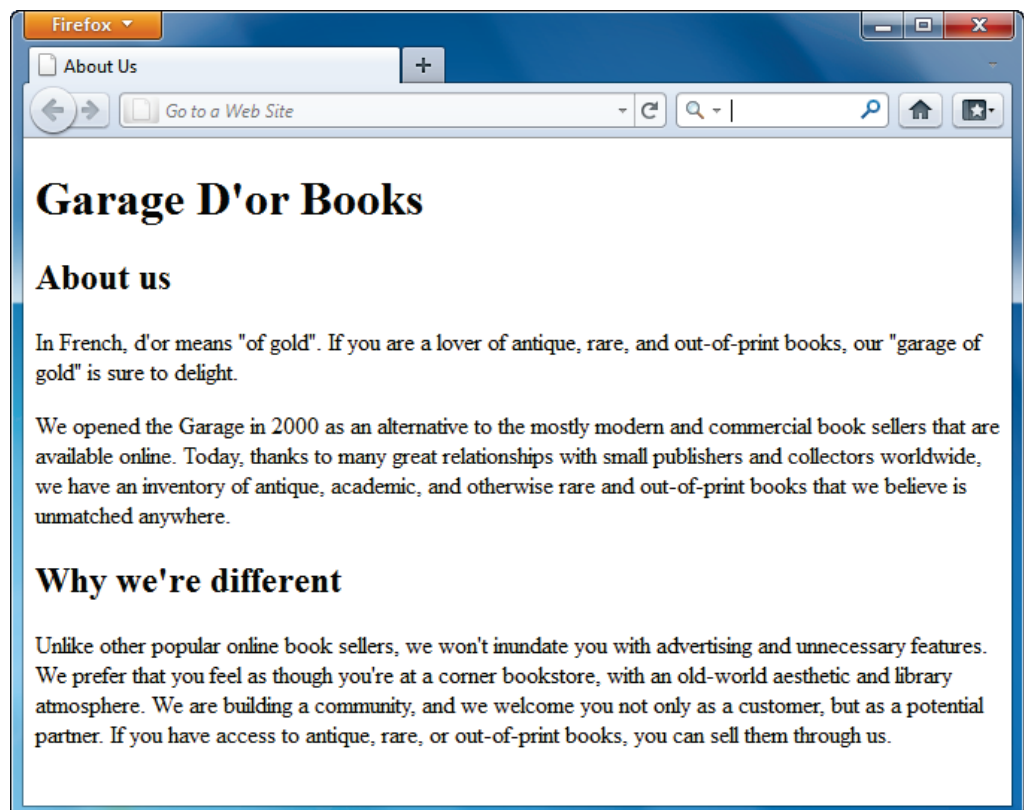 Firefox
About Us
Go to a Web Site
Garage D'or Books
About us
In French, d'or means "of gold". If you are a lover of antique, rare, and out-of-print books, our "garage of
gold" is sure to delight.
We opened the Garage in 2000 as an alternative to the mostly modern and commercial book sellers that are
available online. Today, thanks to many great relationships with small publishers and collectors worldwide,
we have an inventory of antique, academic, and otherwise rare and out-of-print books that we believe is
unmatched anywhere.
Why we're different
Unlike other popular online book sellers, we won't inundate you with advertising and unnecessary features.
We prefer that you feel as though you're at a corner bookstore, with an old-world aesthetic and library
atmosphere. We are building a community, and we welcome you not only as a customer, but as a potential
partner. If you have access to antique, rare, or out-of-print books, you can sell them through us.